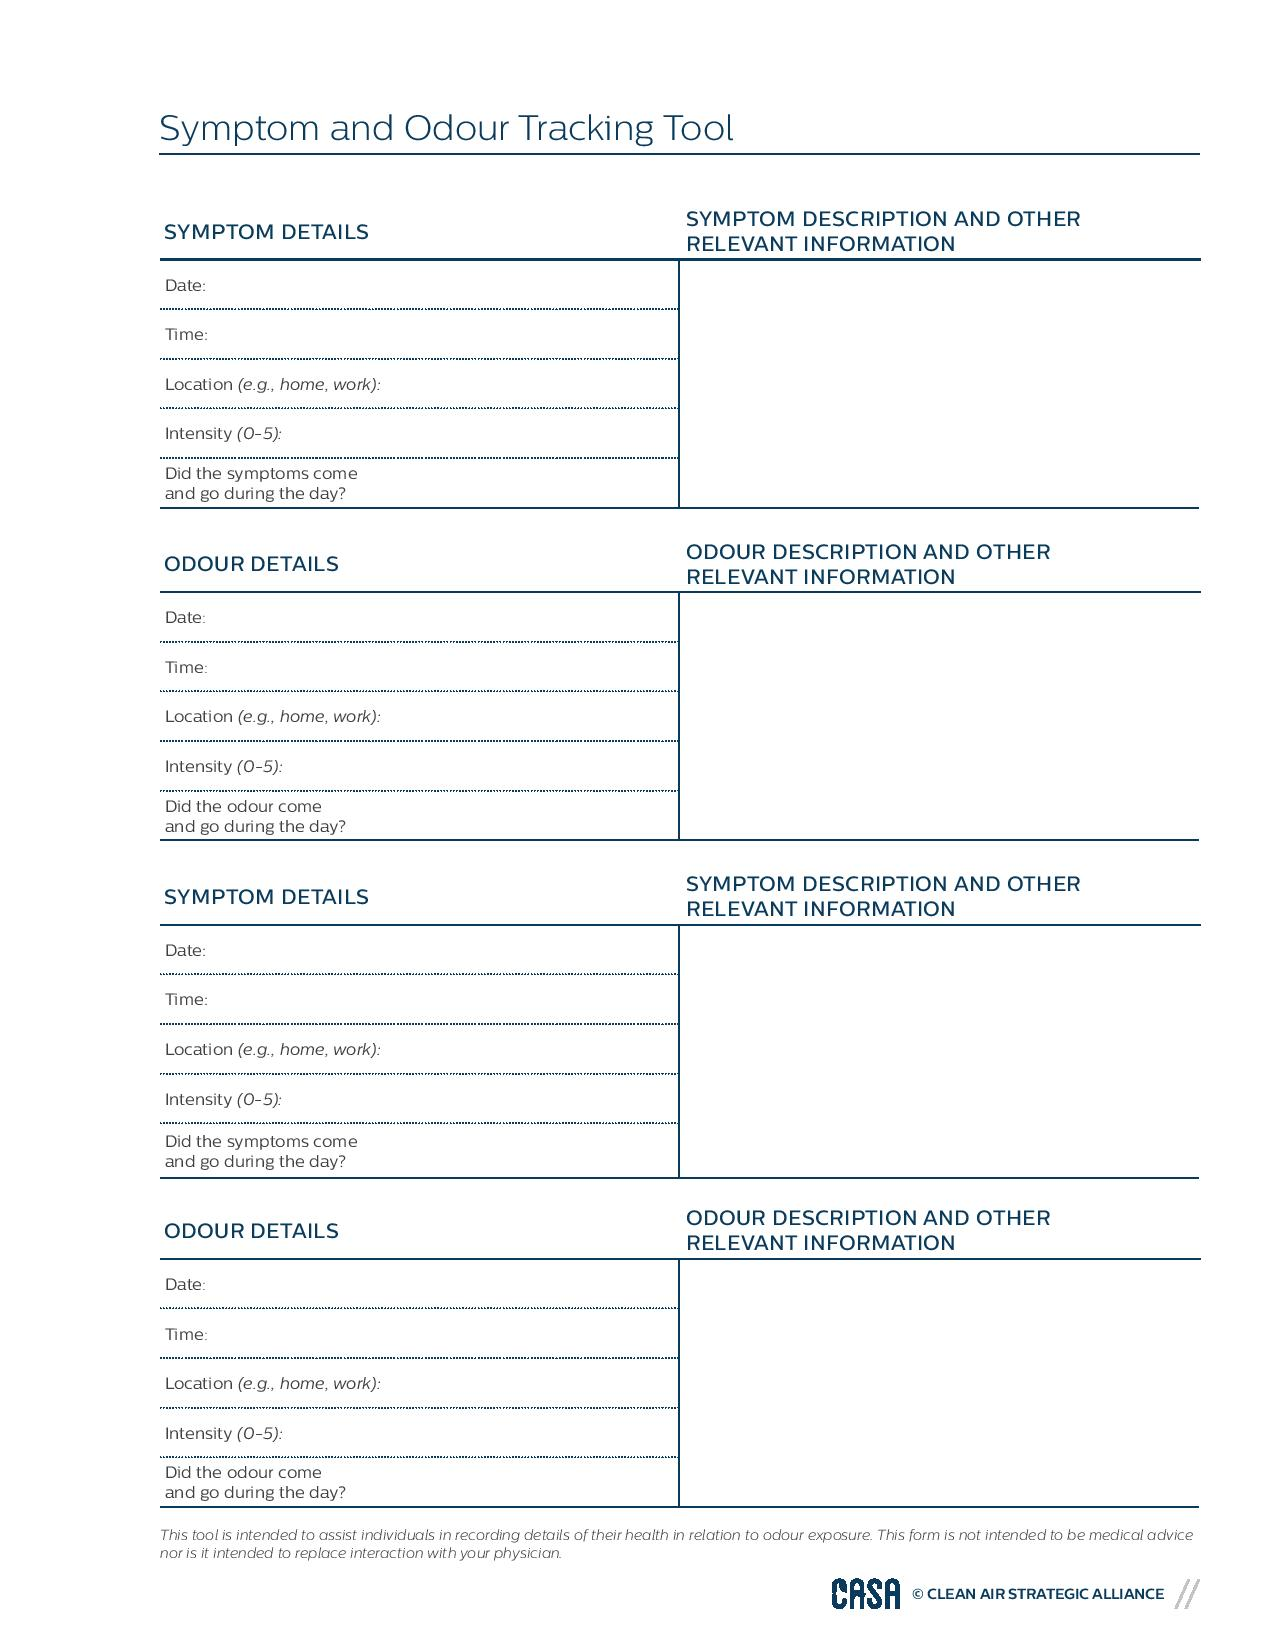 Symptom and Odour Tracking Tool
SYMPTOM DETAILS
SYMPTOM DESCRIPTION AND OTHER
RELEVANT INFORMATION
Date:
Time:
Location (e.g., home, work):
Intensity (0-5):
Did the symptoms come
and go during the day?
ODOUR DETAILS
ODOUR DESCRIPTION AND OTHER
RELEVANT INFORMATION
Date:
Time:
Location (e.g., home, work):
Intensity (0-5):
Did the odour come
and go during the day?
SYMPTOM DETAILS
SYMPTOM DESCRIPTION AND OTHER
RELEVANT INFORMATION
Date:
Time:
Location (e.g., home, work):
Intensity (0-5):
Did the symptoms come
and go during the day?
ODOUR DETAILS
ODOUR DESCRIPTION AND OTHER
RELEVANT INFORMATION
Date:
Time:
Location (e.g., home, work):
Intensity (0-5):
Did the odour come
and go during the day?
This tool is intended to assist individuals in recording details of their health in relation to odour exposure. This form is not intended to be medical advice
nor is it intended to replace interaction with your physician.
CASA © CLEAN AIR STRATEGIC ALLIANCE //